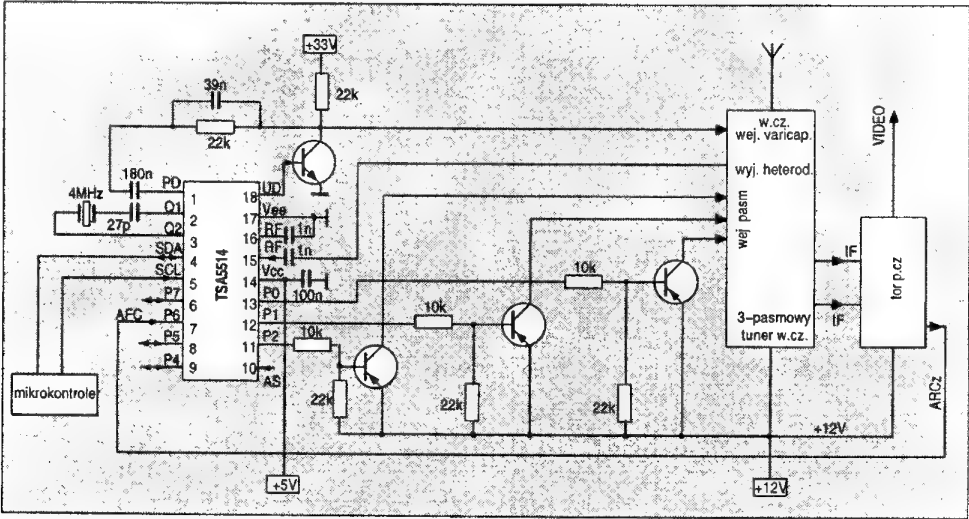 +33V
39n
22k
22k
w.cz.
wej. varicap.
wyj. heterod.
wej pasm
3-pasmowy
tuner w.cz.
VIDEO
tor p.cz
IF
IF
ARCz
180n
4MHz
27p
PD
Q1
Q2
SDA
SCL
P7
AFC
P6
P5
P4
1
2
3
4
5
6
7
8
9
TSA5514
18
17
16
15
14
13
12
11
10
UD
Vee
RF
1n
RF
1n
Vcc
100n
P0
P1
P2
AS
10k
10k
10k
22k
22k
22k
mikrokontroler
+5V
+12V
+12V